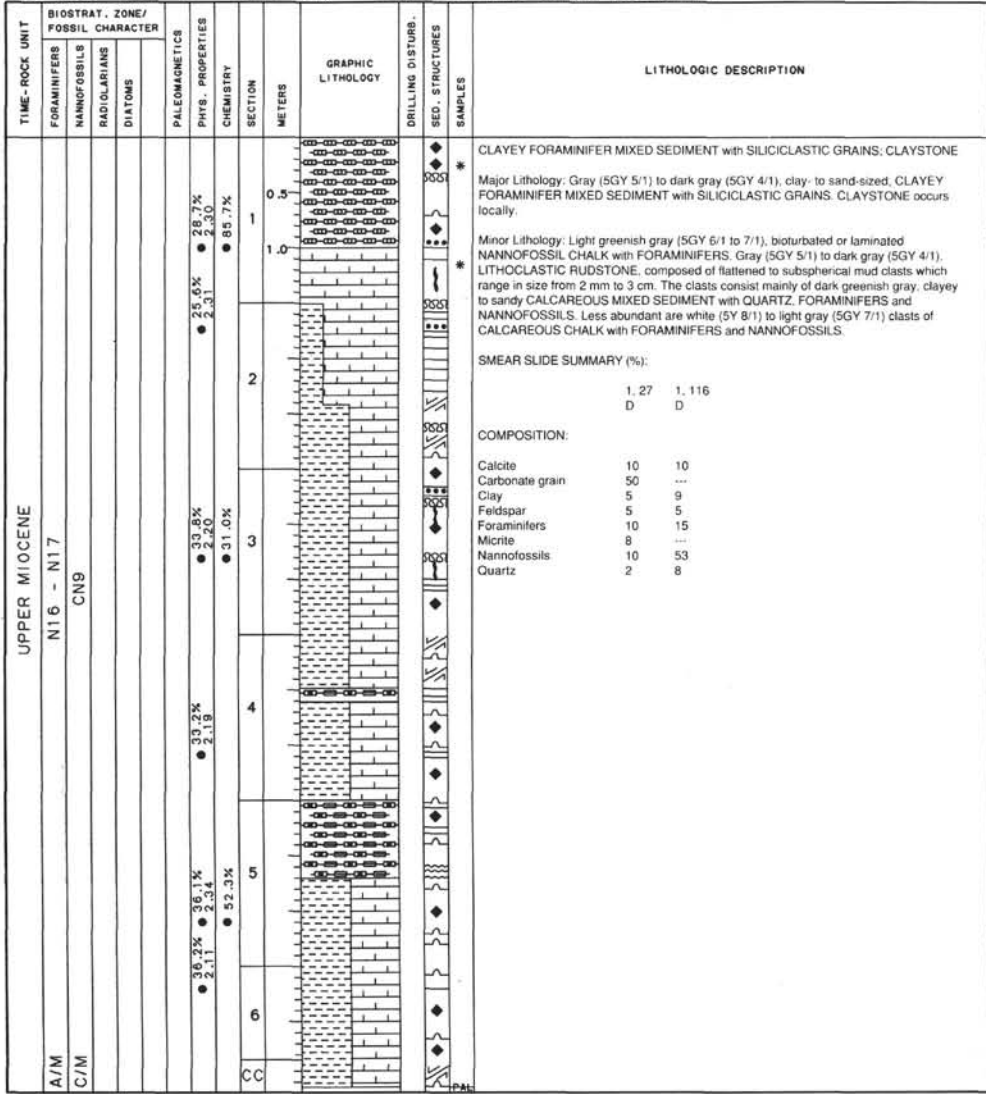 TIME-ROCK UNIT
BIOSTRAT. ZONE/
FOSSIL CHARACTER
FORAMINIFERS
NANNOFOSSILS
RADIOLARIANS
DIATOMS
PALEOMAGNETICS
PHYS. PROPERTIES
CHEMISTRY
SECTION
METERS
GRAPHIC
LITHOLOGY
DRILLING DISTURB.
SED. STRUCTURES
SAMPLES
LITHOLOGIC DESCRIPTION
UPPER MIOCENE
N16 - N17
CN9
A/M
C/M
28.7%
2.30
85.7%
25.6%
2.31
33.8%
2.20
31.0%
33.2%
2.19
36.1%
2.34
52.3%
36.2%
2.11
1
2
3
4
5
6
CC
0.5
1.0
*
*
PAL
CLAYEY FORAMINIFER MIXED SEDIMENT with SILICICLASTIC GRAINS; CLAYSTONE
Major Lithology: Gray (5GY 5/1) to dark gray (5GY 4/1), clay- to sand-sized, CLAYEY
FORAMINIFER MIXED SEDIMENT with SILICICLASTIC GRAINS. CLAYSTONE occurs
locally.
Minor Lithology: Light greenish gray (5GY 6/1 to 7/1), bioturbated or laminated
NANNOFOSSIL CHALK with FORAMINIFERS. Gray (5GY 5/1) to dark gray (5GY 4/1),
LITHOCLASTIC RUDSTONE, composed of flattened to subspherical mud clasts which
range in size from 2 mm to 3 cm. The clasts consist mainly of dark greenish gray, clayey
to sandy CALCAREOUS MIXED SEDIMENT with QUARTZ, FORAMINIFERS and
NANNOFOSSILS. Less abundant are white (5Y 8/1) to light gray (5GY 7/1) clasts of
CALCAREOUS CHALK with FORAMINIFERS and NANNOFOSSILS.
SMEAR SLIDE SUMMARY (%):
1, 27 1, 116
D D
COMPOSITION:
Calcite 10 10
Carbonate grain 50 ---
Clay 5 9
Feldspar 5 5
Foraminifers 10 15
Micrite 8 ---
Nannofossils 10 53
Quartz 2 8